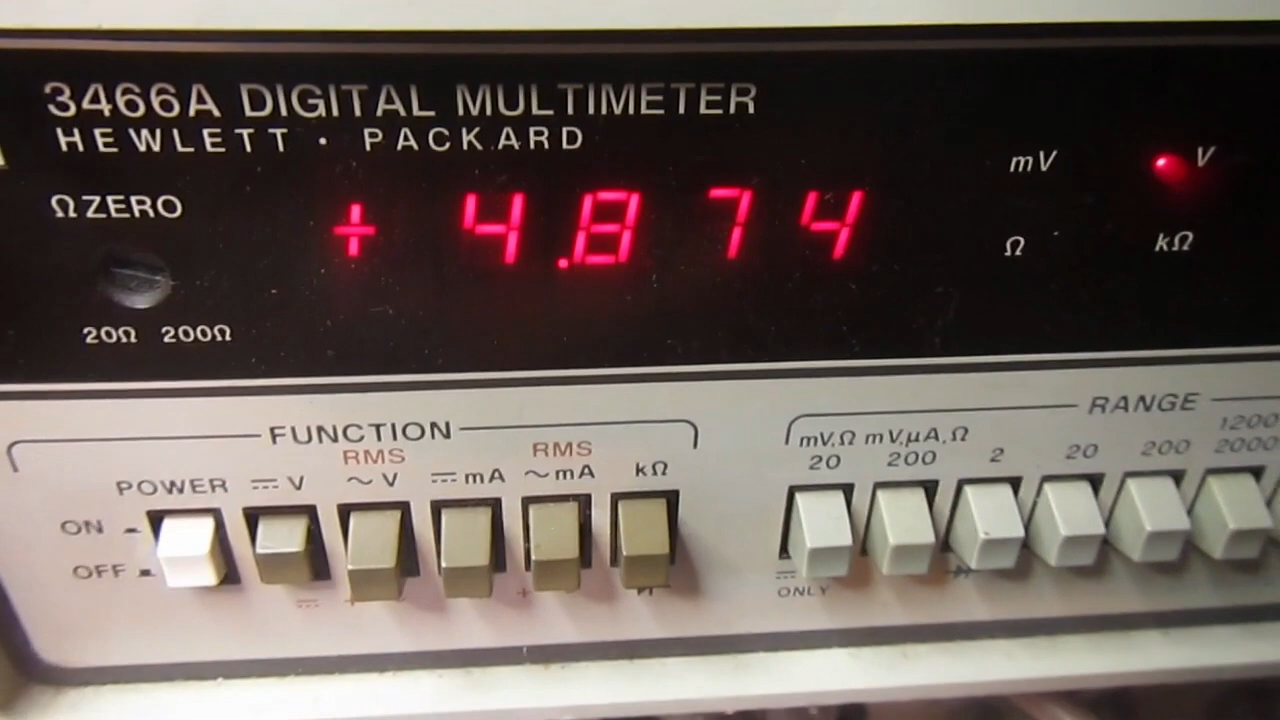 3466A DIGITAL MULTIMETER
HEWLETT · PACKARD
ΩZERO
+ 4.874
mV V
Ω kΩ
20Ω 200Ω
FUNCTION
RANGE
POWER
⎓ V
RMS
~ V
⎓ mA
RMS
~ mA
kΩ
mV,Ω
20
mV,μA,Ω
200
2
20
200
1200
2000
ON
OFF
⎓
ONLY
⎓
+ ~
+